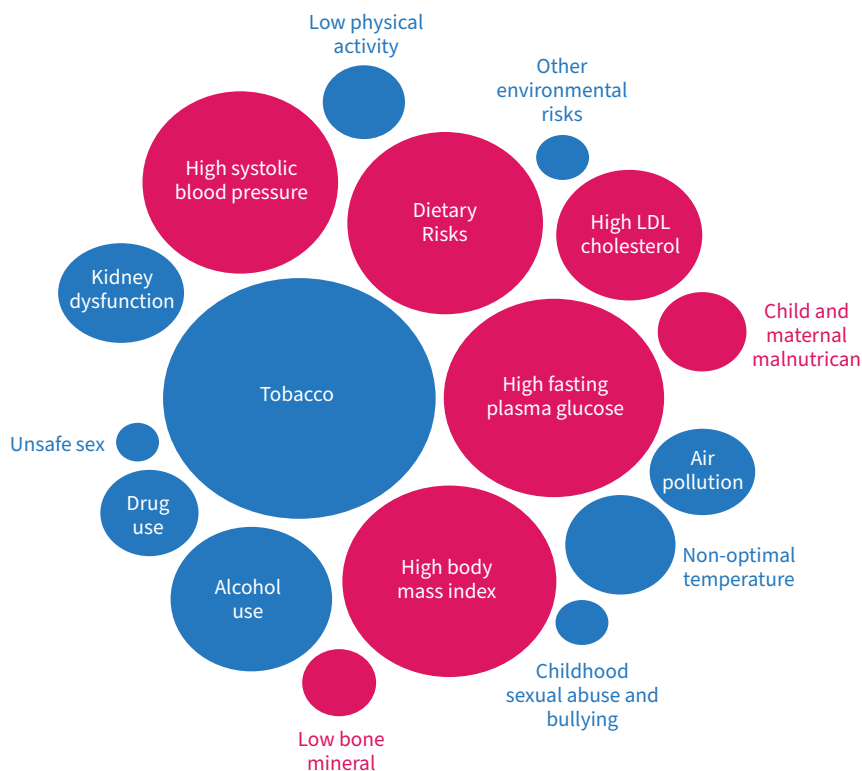 Low physical
activity
Other
environmental
risks
High systolic
blood pressure
Dietary
Risks
High LDL
cholesterol
Kidney
dysfunction
Child and
maternal
malnutrican
Tobacco
High fasting
plasma glucose
Unsafe sex
Air
pollution
Drug
use
Non-optimal
temperature
Alcohol
use
High body
mass index
Childhood
sexual abuse and
bullying
Low bone
mineral